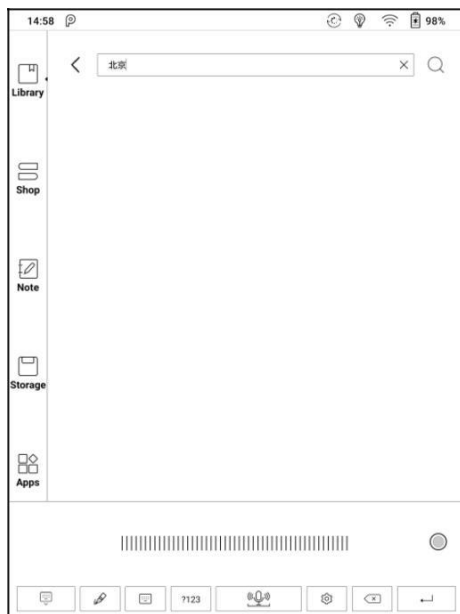 14:58 98%
北京
Library
Shop
Note
Storage
Apps
?123